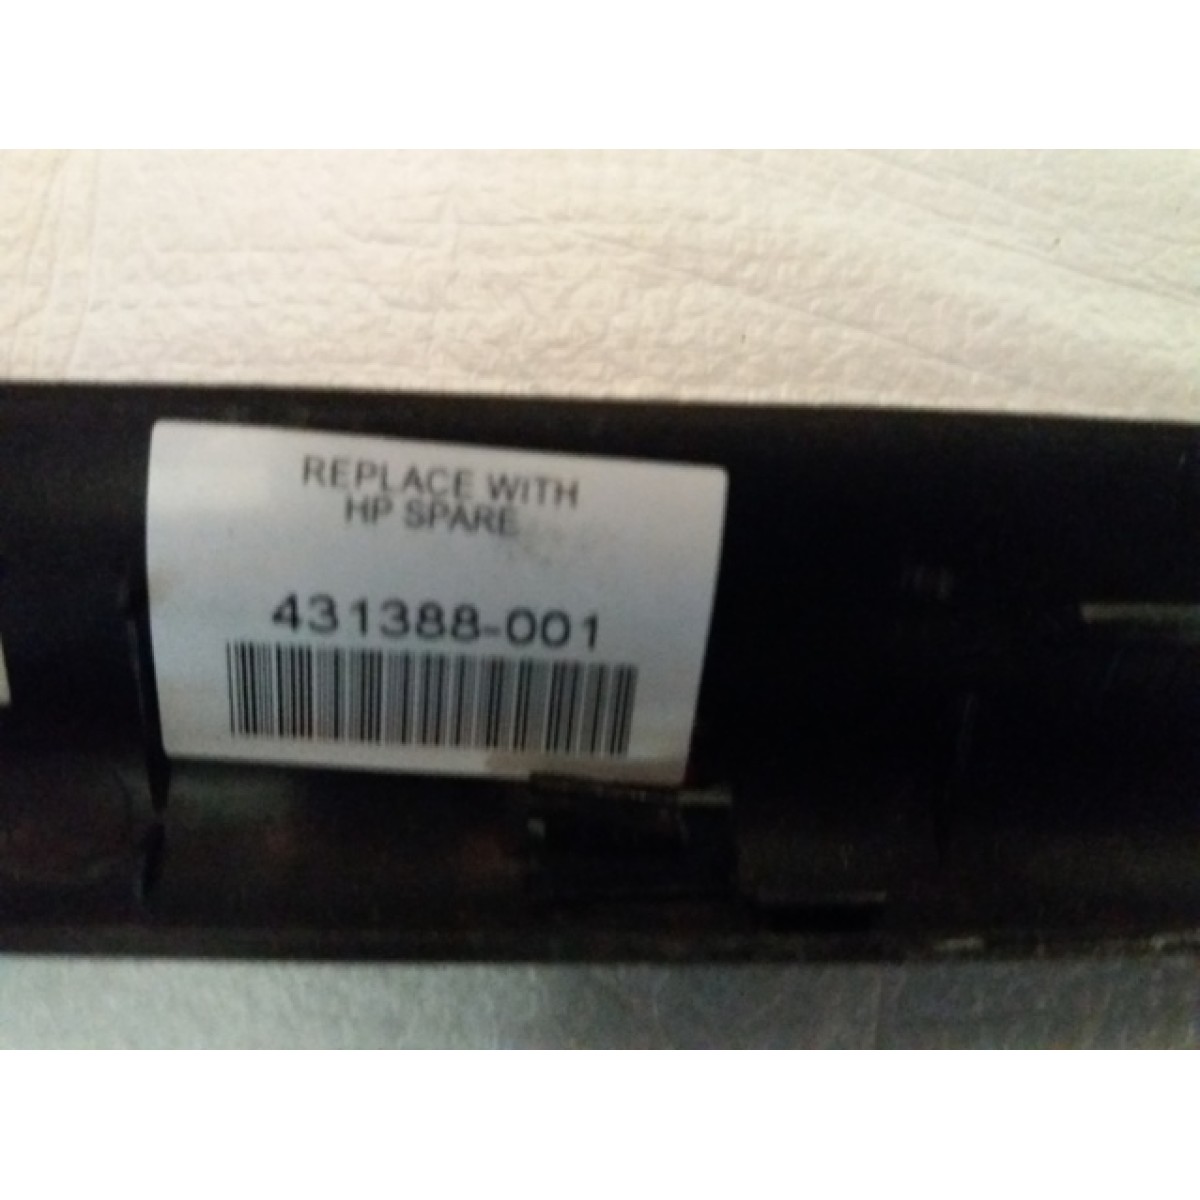 REPLACE WITH
HP SPARE
431388-001